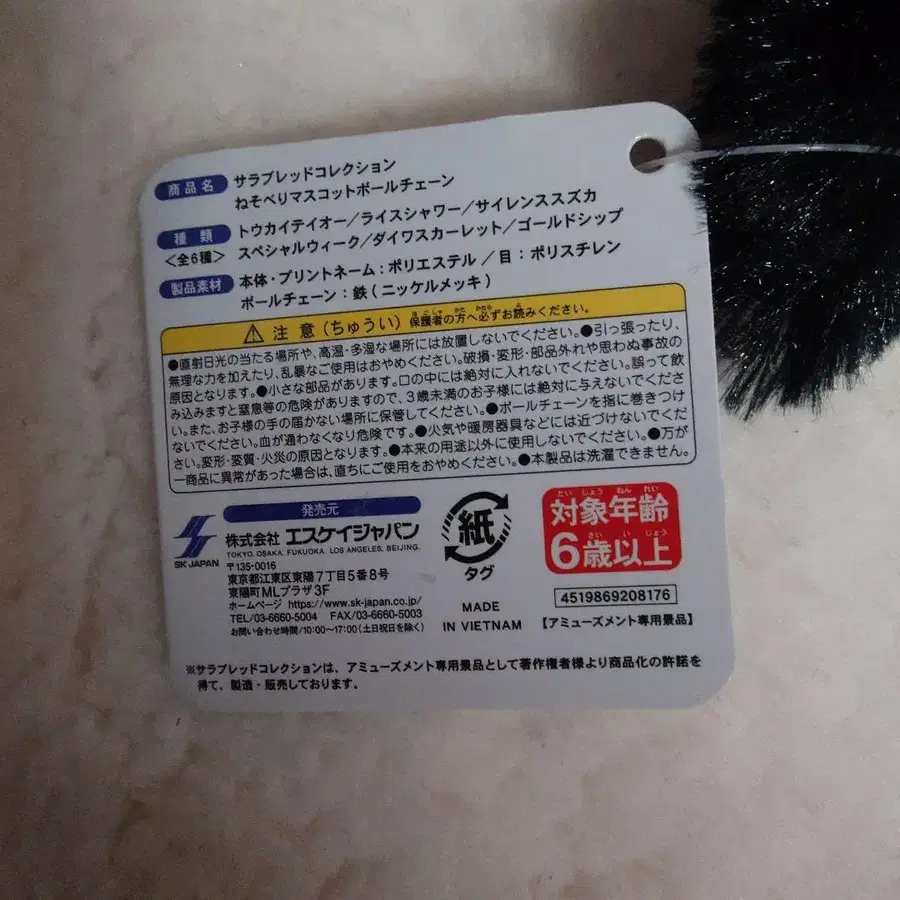 商品名 サラブレッドコレクション
ねそべりマスコットボールチェーン
種類 トウカイテイオー/ライスシャワー/サイレンススズカ
<全6種> スペシャルウィーク/ダイワスカーレット/ゴールドシップ
製品素材 本体・プリントネーム:ポリエステル/目:ポリスチレン
ボールチェーン:鉄(ニッケルメッキ)
⚠ 注意(ちゅうい) 保護者の方へ必ずお読みください。
●直射日光の当たる場所や、高温・多湿な場所には放置しないでください。●引っ張ったり、
無理な力を加えたり、乱暴なご使用はおやめください。破損・変形・部品外れや思わぬ事故の
原因となります。●小さな部品があります。口の中には絶対に入れないでください。誤って飲
み込みますと窒息等の危険がありますので、3歳未満のお子様には絶対に与えないでくださ
い。また、お子様の手の届かない場所に保管してください。●ボールチェーンを指に巻きつけ
ないでください。血が通わなくなり危険です。●火気や暖房器具などには近づけないでくだ
さい。変形・変質・火災の原因となります。●本来の用途以外に使用しないでください。●万が
一商品に異常があった場合は、直ちにご使用をおやめください。●本製品は洗濯できません。
発売元
SK JAPAN
株式会社 エスケイジャパン
TOKYO. OSAKA. FUKUOKA. LOS ANGELES. BEIJING.
〒135-0016
東京都江東区東陽7丁目5番8号
東陽町MLプラザ3F
ホームページ https://www.sk-japan.co.jp/
TEL/03-6660-5004 FAX/03-6660-5003
お問い合わせ時間/10:00~17:00(土日祝日を除く)
紙
タグ
MADE
IN VIETNAM
たいしょうねんれい
対象年齢
さいいじょう
6歳以上
4519869208176
【アミューズメント専用景品】
※サラブレッドコレクションは、アミューズメント専用景品として著作権者様より商品化の許諾を
得て、製造・販売しております。